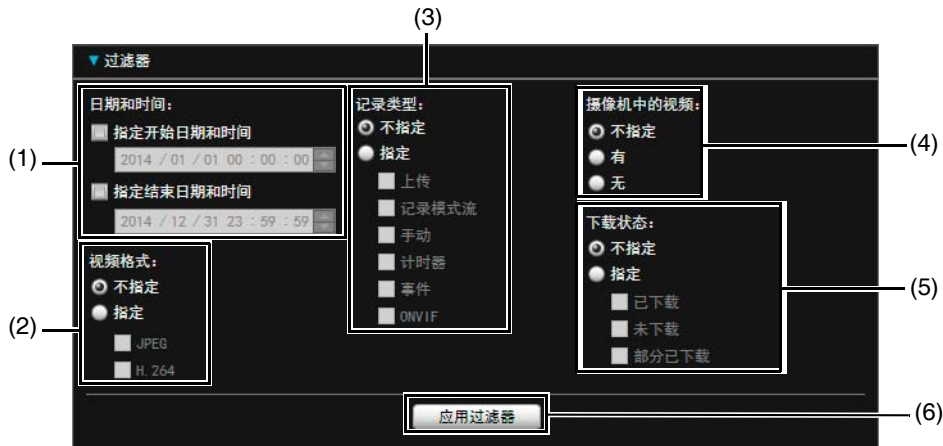 (3)
▼过滤器
(1)
日期和时间：
指定开始日期和时间
2014 / 01 / 01 00 : 00 : 00
指定结束日期和时间
2014 / 12 / 31 23 : 59 : 59
(2)
视频格式：
不指定
指定
JPEG
H.264
记录类型：
不指定
指定
上传
记录模式流
手动
计时器
事件
ONVIF
摄像机中的视频：
不指定
有
无
(4)
下载状态：
不指定
指定
已下载
未下载
部分已下载
(5)
应用过滤器
(6)